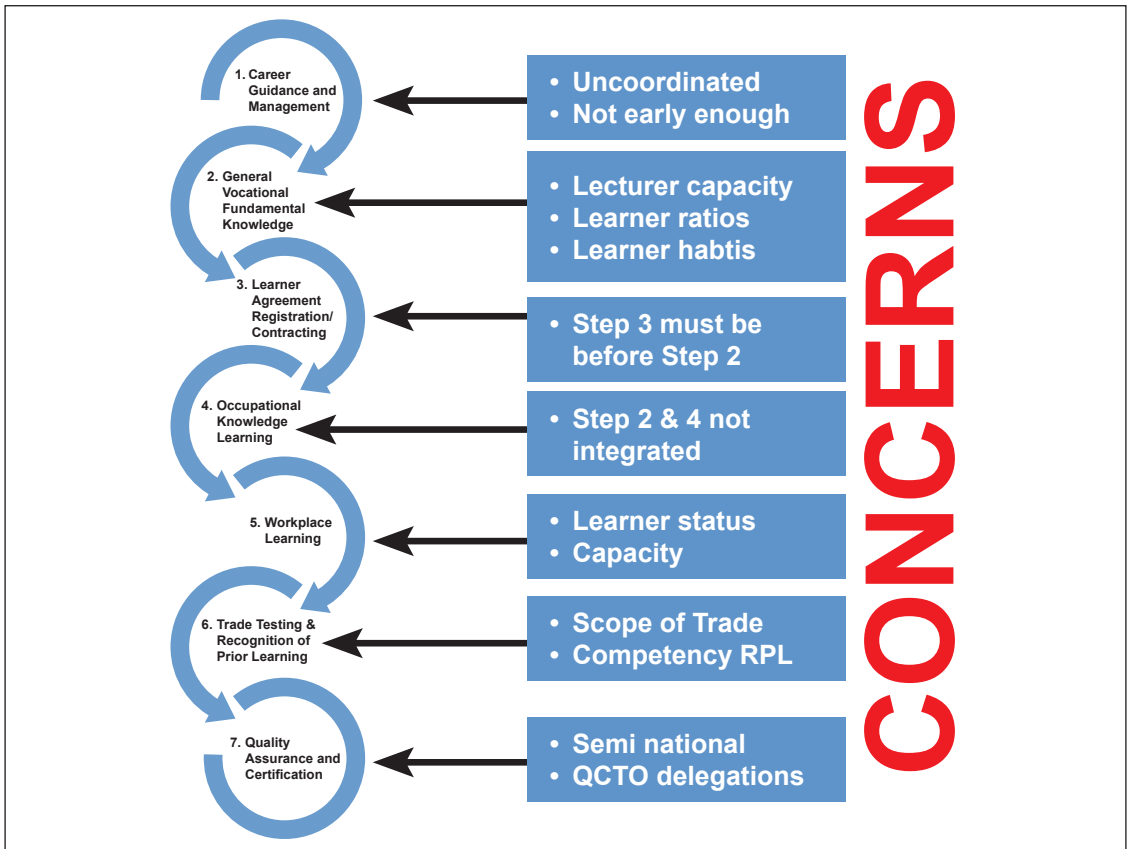 1. Career
Guidance and
Management
• Uncoordinated
• Not early enough
2. General
Vocational
Fundamental
Knowledge
• Lecturer capacity
• Learner ratios
• Learner habtis
3. Learner
Agreement
Registration/
Contracting
• Step 3 must be
before Step 2
4. Occupational
Knowledge
Learning
• Step 2 & 4 not
integrated
5. Workplace
Learning
• Learner status
• Capacity
6. Trade Testing &
Recognition of
Prior Learning
• Scope of Trade
• Competency RPL
7. Quality
Assurance and
Certification
• Semi national
• QCTO delegations
CONCERNS